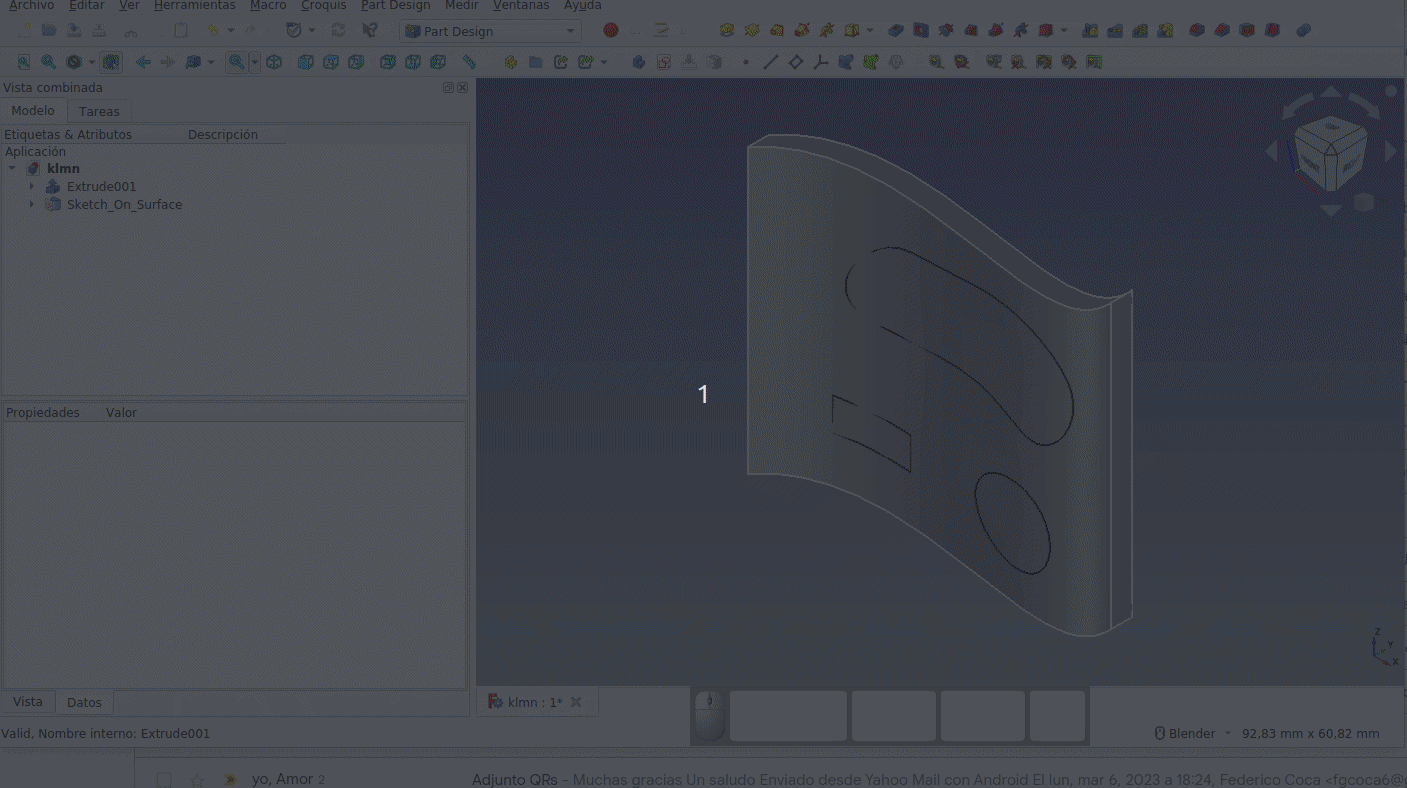 Archivo Editar Ver Herramientas Macro Croquis Part Design Medir Ventanas Ayuda
Part Design
Vista combinada
Modelo Tareas
Etiquetas & Atributos Descripción
Aplicación
klmn
Extrude001
Sketch_On_Surface
1
Propiedades Valor
Z
Y
X
Vista Datos
klmn : 1*
Valid, Nombre interno: Extrude001
Blender 92,83 mm x 60,82 mm
yo, Amor 2 Adjunto QRs - Muchas gracias Un saludo Enviado desde Yahoo Mail con Android El lun, mar 6, 2023 a 18:24, Federico Coca <fgcoca6@